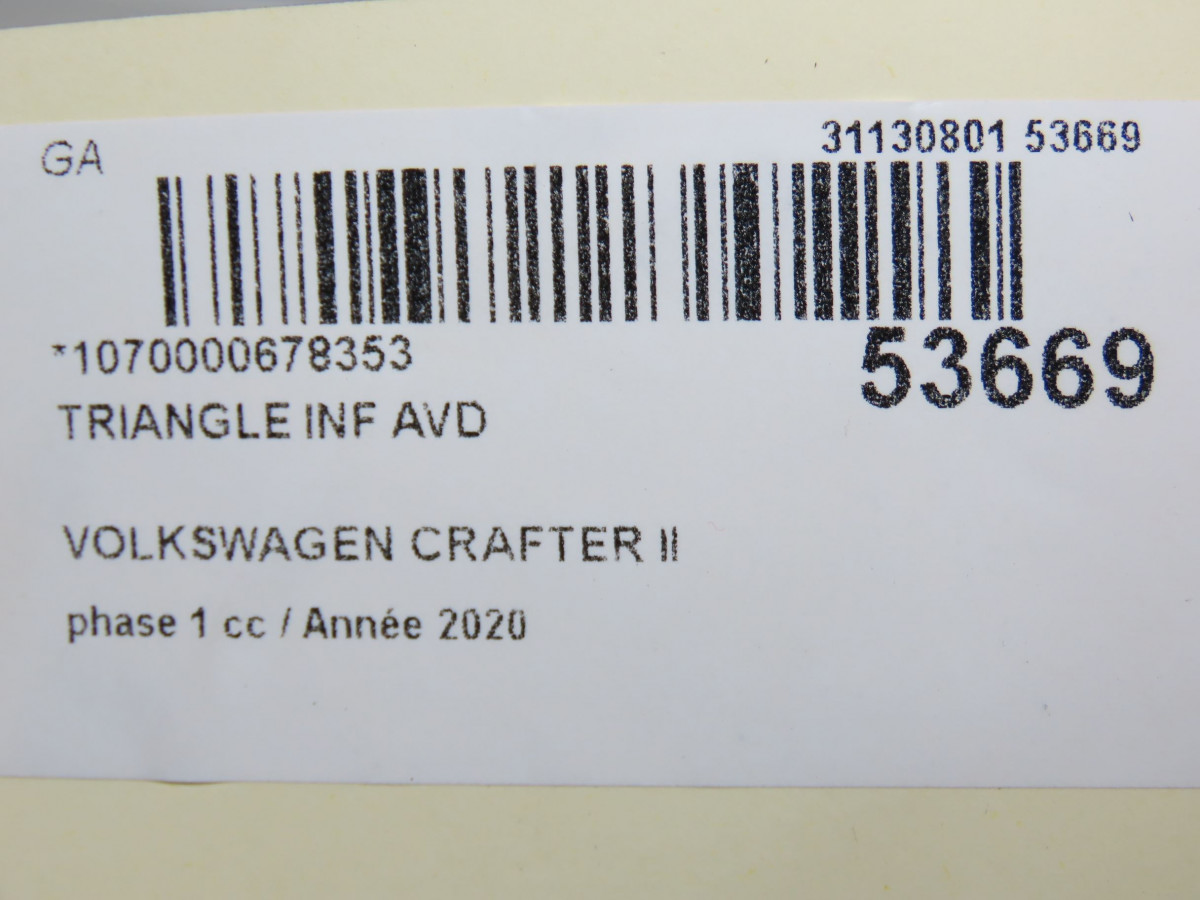 GA
31130801 53669
*1070000678353
53669
TRIANGLE INF AVD
VOLKSWAGEN CRAFTER II
phase 1 cc / Année 2020